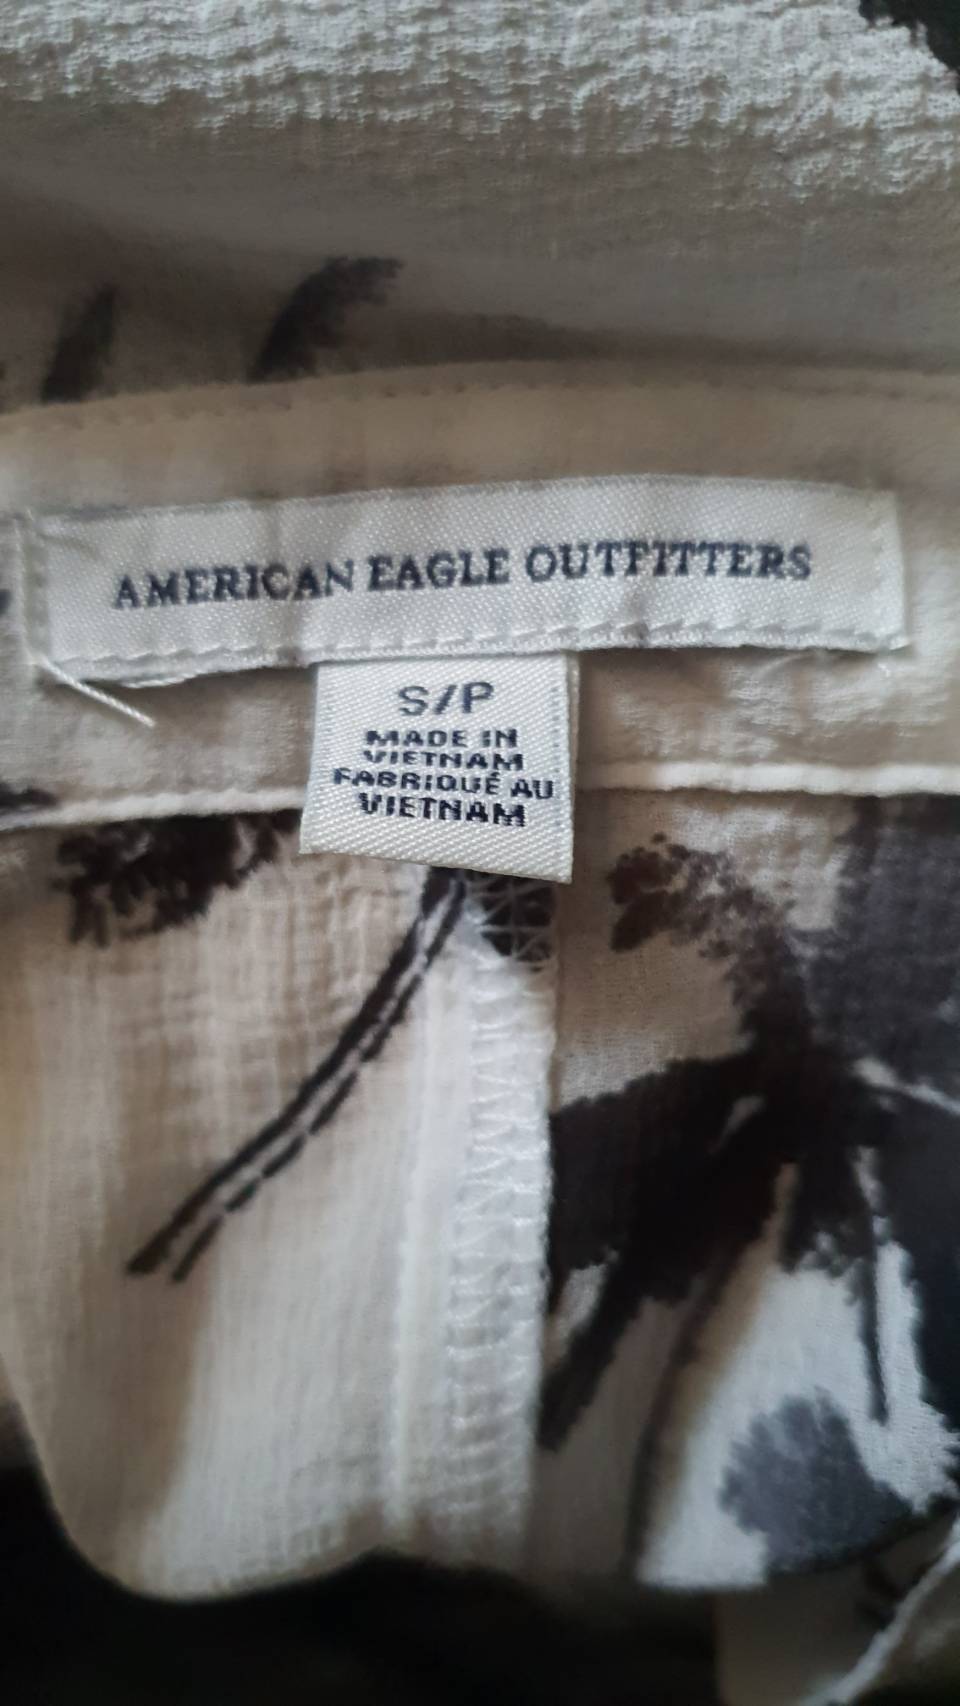 AMERICAN EAGLE OUTFITTERS
S/P
MADE IN
VIETNAM
FABRIQUÉ AU
VIETNAM